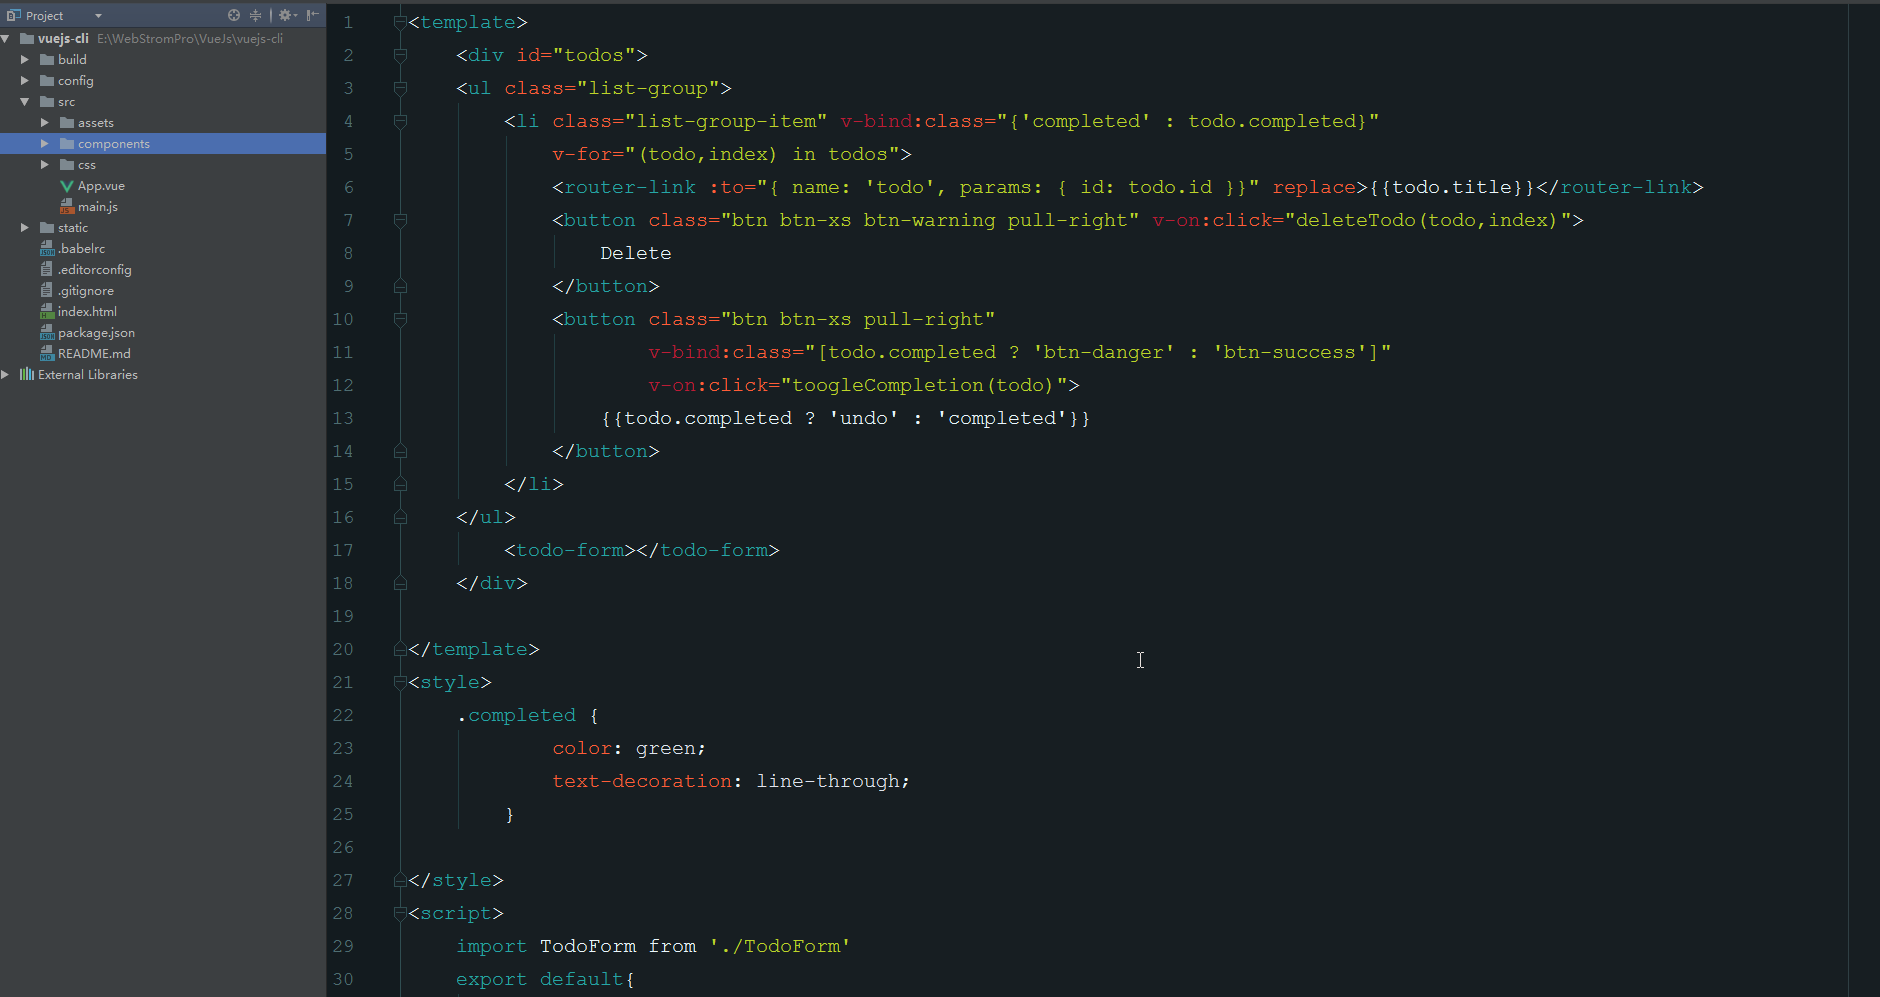 Project
vuejs-cli E:\WebStromPro\VueJs\vuejs-cli
build
config
src
assets
components
css
App.vue
main.js
static
.babelrc
.editorconfig
.gitignore
index.html
package.json
README.md
External Libraries
1 <template>
2 <div id="todos">
3 <ul class="list-group">
4 <li class="list-group-item" v-bind:class="{'completed' : todo.completed}"
5 v-for="(todo,index) in todos">
6 <router-link :to="{ name: 'todo', params: { id: todo.id }}" replace>{{todo.title}}</router-link>
7 <button class="btn btn-xs btn-warning pull-right" v-on:click="deleteTodo(todo,index)">
8 Delete
9 </button>
10 <button class="btn btn-xs pull-right"
11 v-bind:class="[todo.completed ? 'btn-danger' : 'btn-success']"
12 v-on:click="toogleCompletion(todo)">
13 {{todo.completed ? 'undo' : 'completed'}}
14 </button>
15 </li>
16 </ul>
17 <todo-form></todo-form>
18 </div>
19
20 </template>
21 <style>
22 .completed {
23 color: green;
24 text-decoration: line-through;
25 }
26
27 </style>
28 <script>
29 import TodoForm from './TodoForm'
30 export default{